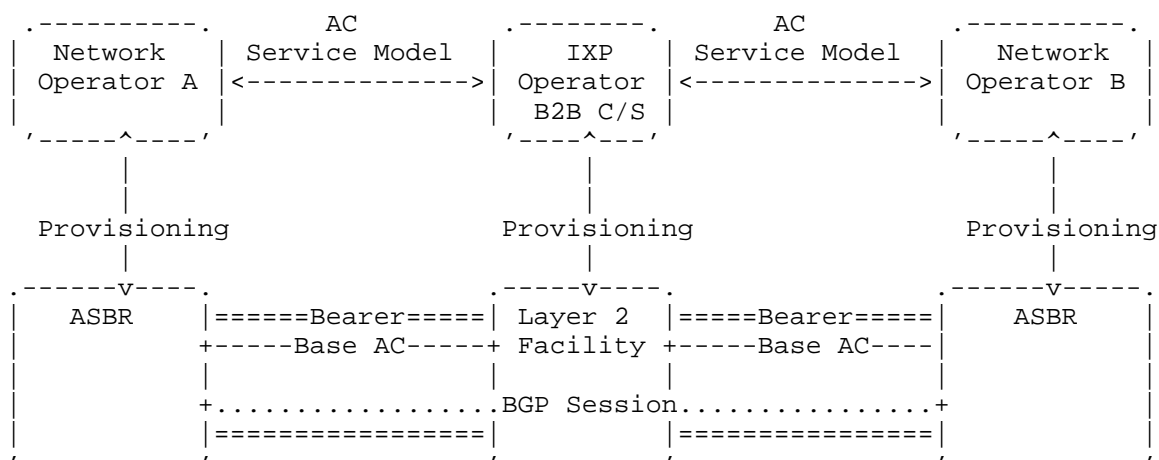 AC AC
Network Service Model IXP Service Model Network
Operator A Operator Operator B
B2B C/S
Provisioning Provisioning Provisioning
ASBR Bearer Layer 2 Bearer ASBR
Base AC Facility Base AC
BGP Session